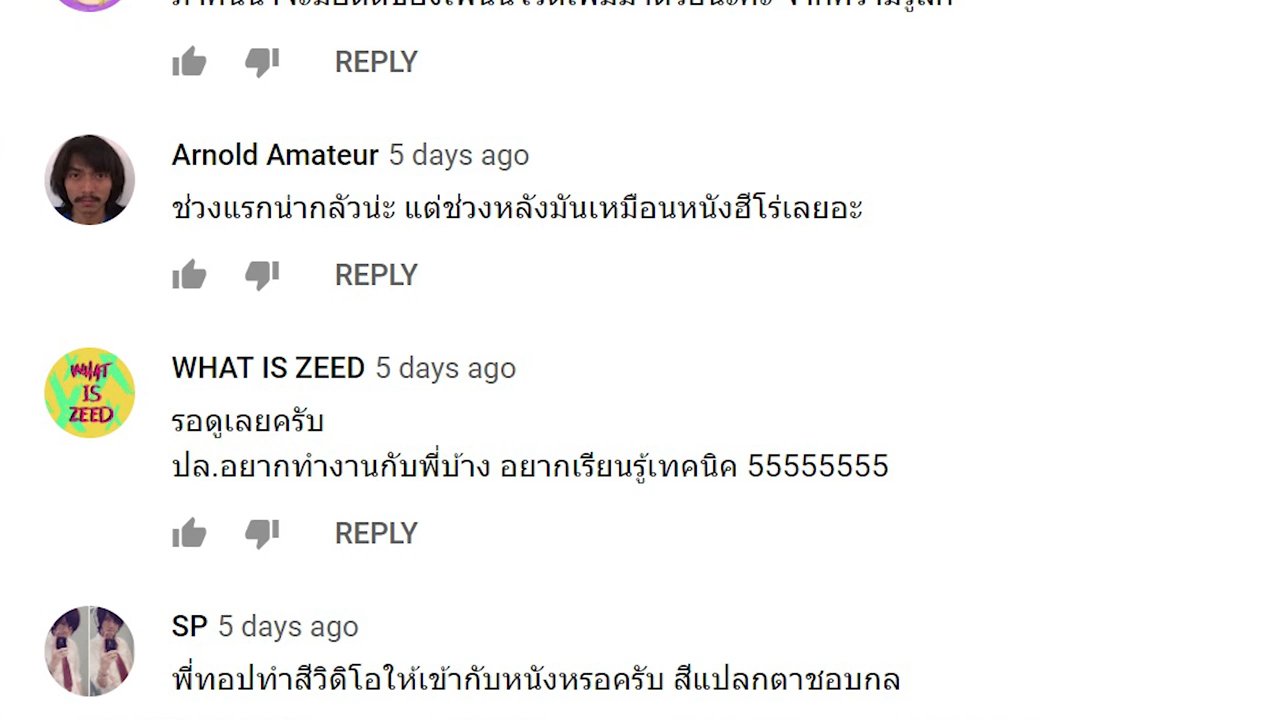 REPLY
Arnold Amateur 5 days ago
ช่วงแรกน่ากลัวน่ะ แต่ช่วงหลังมันเหมือนหนังฮีโร่เลยอะ
REPLY
WHAT IS ZEED
WHAT IS ZEED 5 days ago
รอดูเลยครับ
ปล.อยากทำงานกับพี่บ้าง อยากเรียนรู้เทคนิค 55555555
REPLY
SP 5 days ago
พี่ทอปทำสีวิดิโอให้เข้ากับหนังหรอครับ สีแปลกตาชอบกล